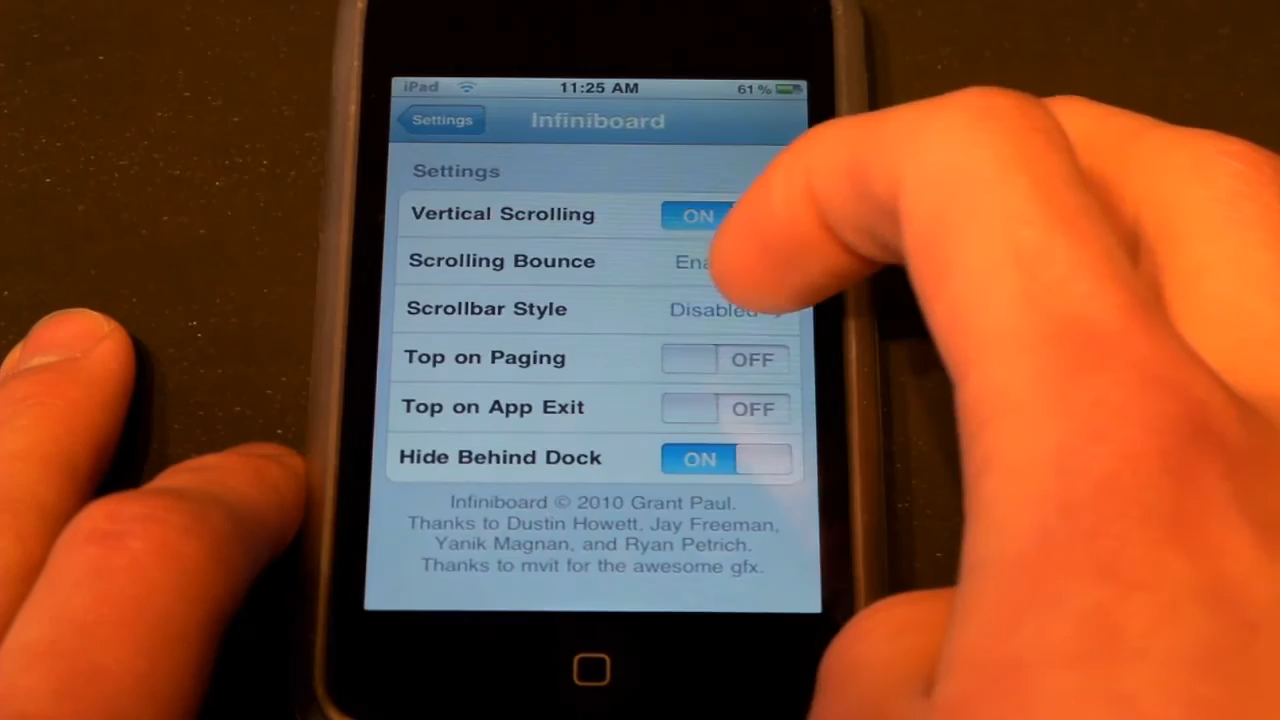 iPad 11:25 AM 61%
Settings Infiniboard
Settings
Vertical Scrolling ON
Scrolling Bounce
Scrollbar Style Disabled
Top on Paging OFF
Top on App Exit OFF
Hide Behind Dock ON
Infiniboard © 2010 Grant Paul.
Thanks to Dustin Howett, Jay Freeman,
Yanik Magnan, and Ryan Petrich.
Thanks to mvit for the awesome gfx.